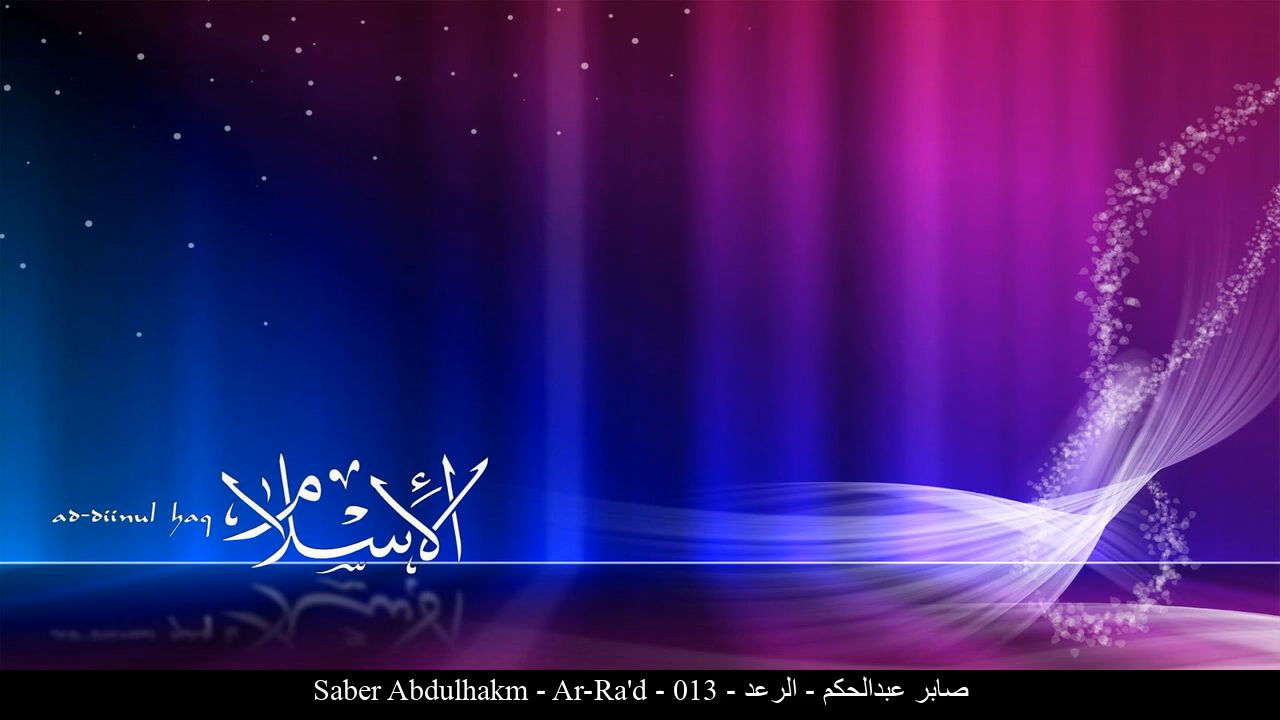 ad-diinul haq الإسلام
Saber Abdulhakm - Ar-Ra'd - 013 - صابر عبدالحكم - الرعد